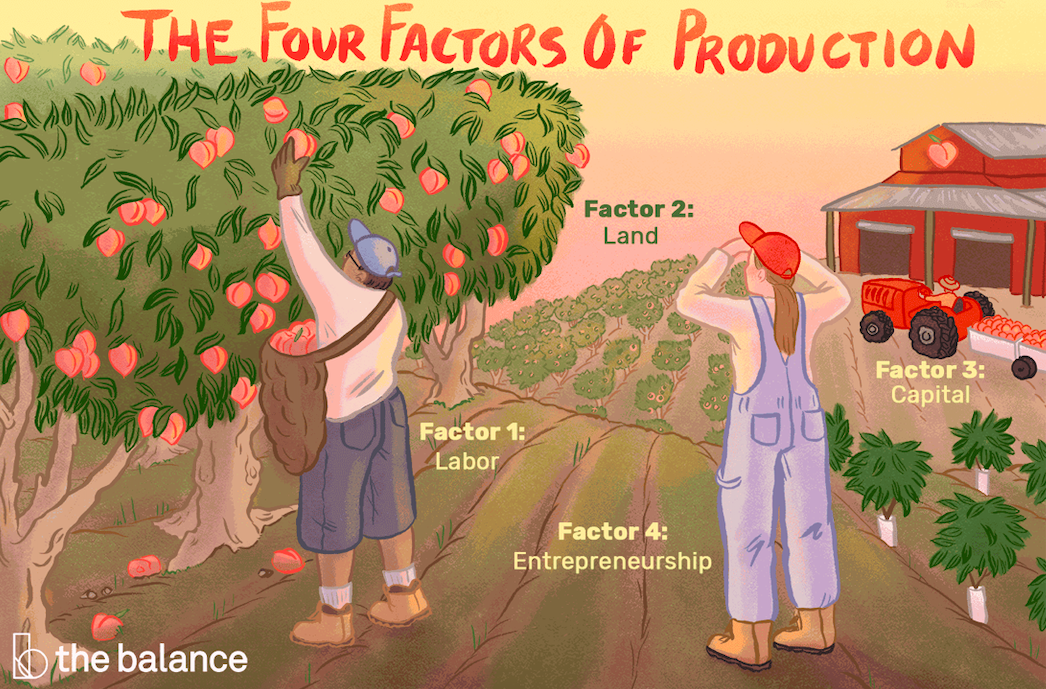 THE FOUR FACTORS OF PRODUCTION
Factor 2:
Land
Factor 3:
Capital
Factor 1:
Labor
Factor 4:
Entrepreneurship
the balance